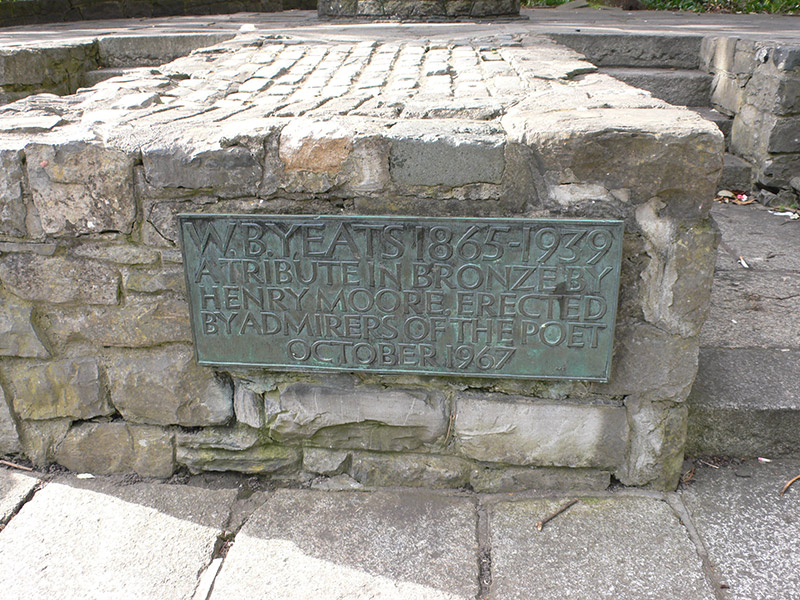 W.B.YEATS 1865-1939
A TRIBUTE IN BRONZE BY
HENRY MOORE. ERECTED
BY ADMIRERS OF THE POET
OCTOBER 1967